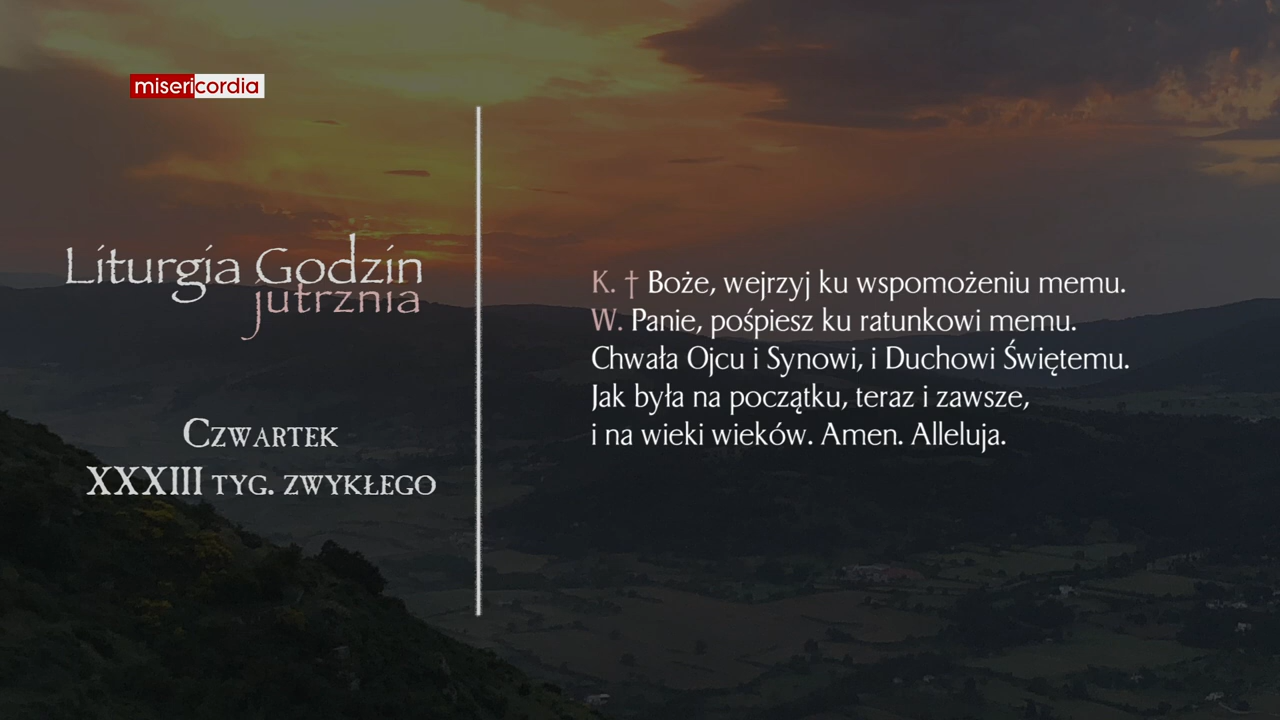 misericordia
Liturgia Godzin
jutrznia
Czwartek
XXXIII tyg. zwykłego
K. † Boże, wejrzyj ku wspomożeniu memu.
W. Panie, pośpiesz ku ratunkowi memu.
Chwała Ojcu i Synowi, i Duchowi Świętemu.
Jak była na początku, teraz i zawsze,
i na wieki wieków. Amen. Alleluja.